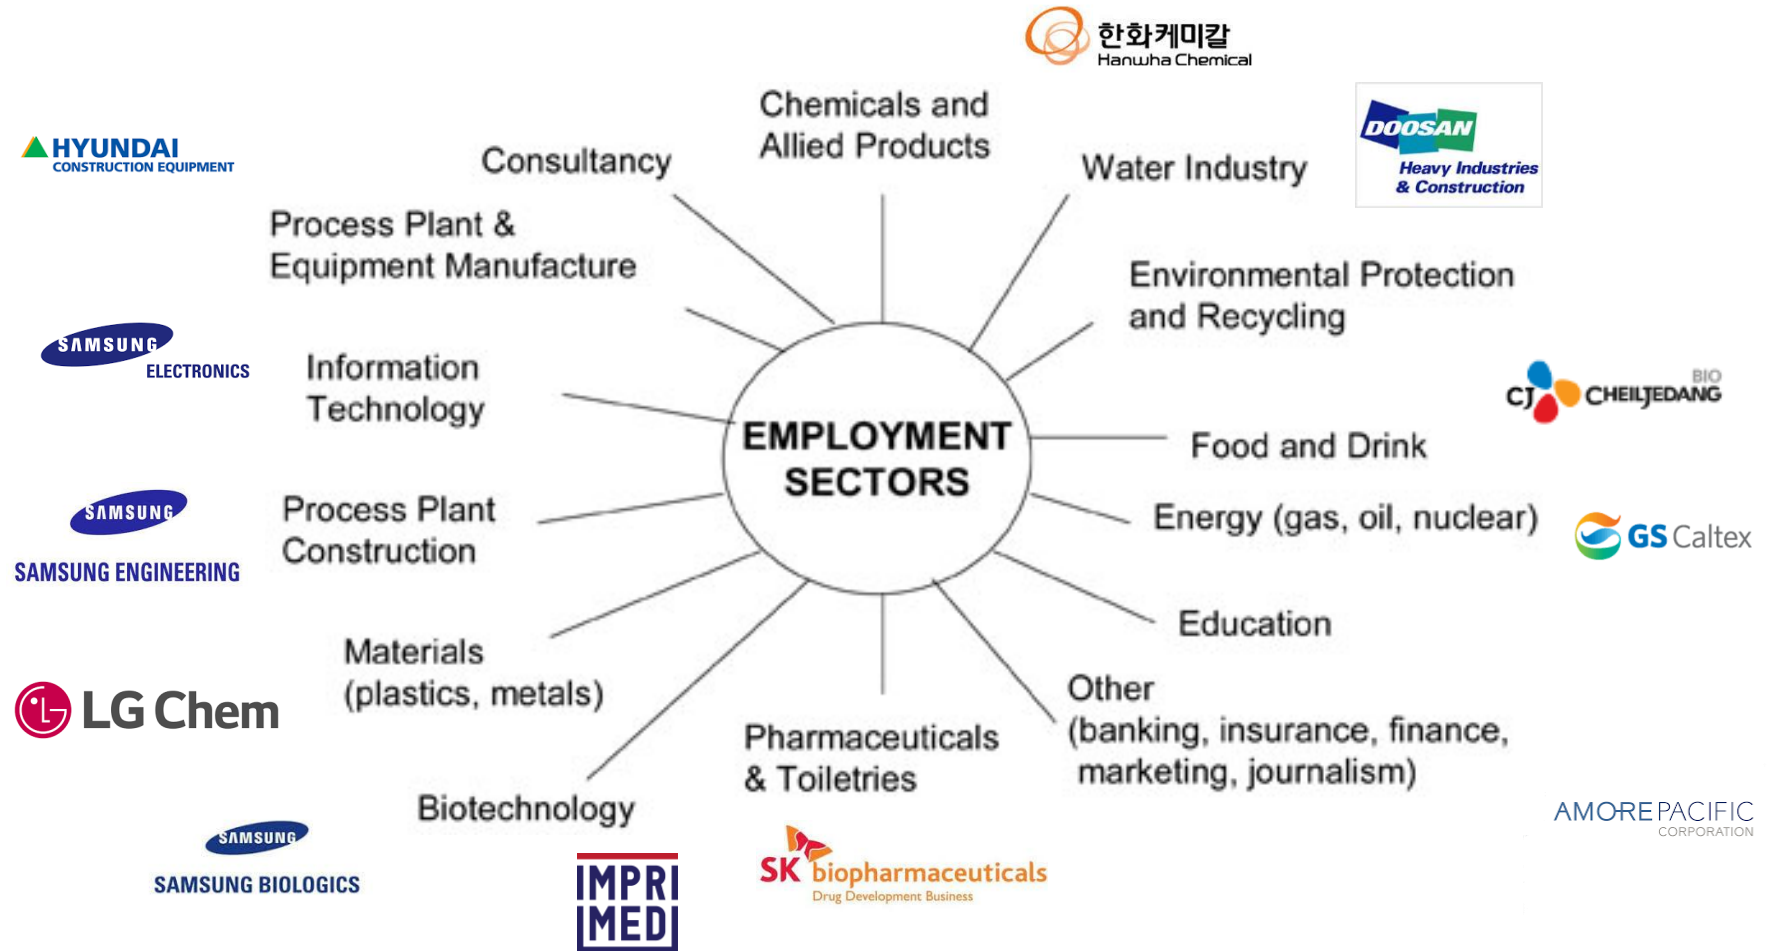 한화케미칼
Hanwha Chemical
Chemicals and
Allied Products
DOOSAN
Heavy Industries
& Construction
HYUNDAI
CONSTRUCTION EQUIPMENT
Consultancy
Water Industry
Process Plant &
Equipment Manufacture
Environmental Protection
and Recycling
SAMSUNG
ELECTRONICS
Information
Technology
BIO
CJ CHEILJEDANG
EMPLOYMENT
SECTORS
Food and Drink
SAMSUNG
SAMSUNG ENGINEERING
Process Plant
Construction
Energy (gas, oil, nuclear)
GS Caltex
Education
LG Chem
Materials
(plastics, metals)
Other
(banking, insurance, finance,
marketing, journalism)
Pharmaceuticals
& Toiletries
Biotechnology
AMOREPACIFIC
CORPORATION
SAMSUNG
SAMSUNG BIOLOGICS
IMPRI
MED
SK biopharmaceuticals
Drug Development Business